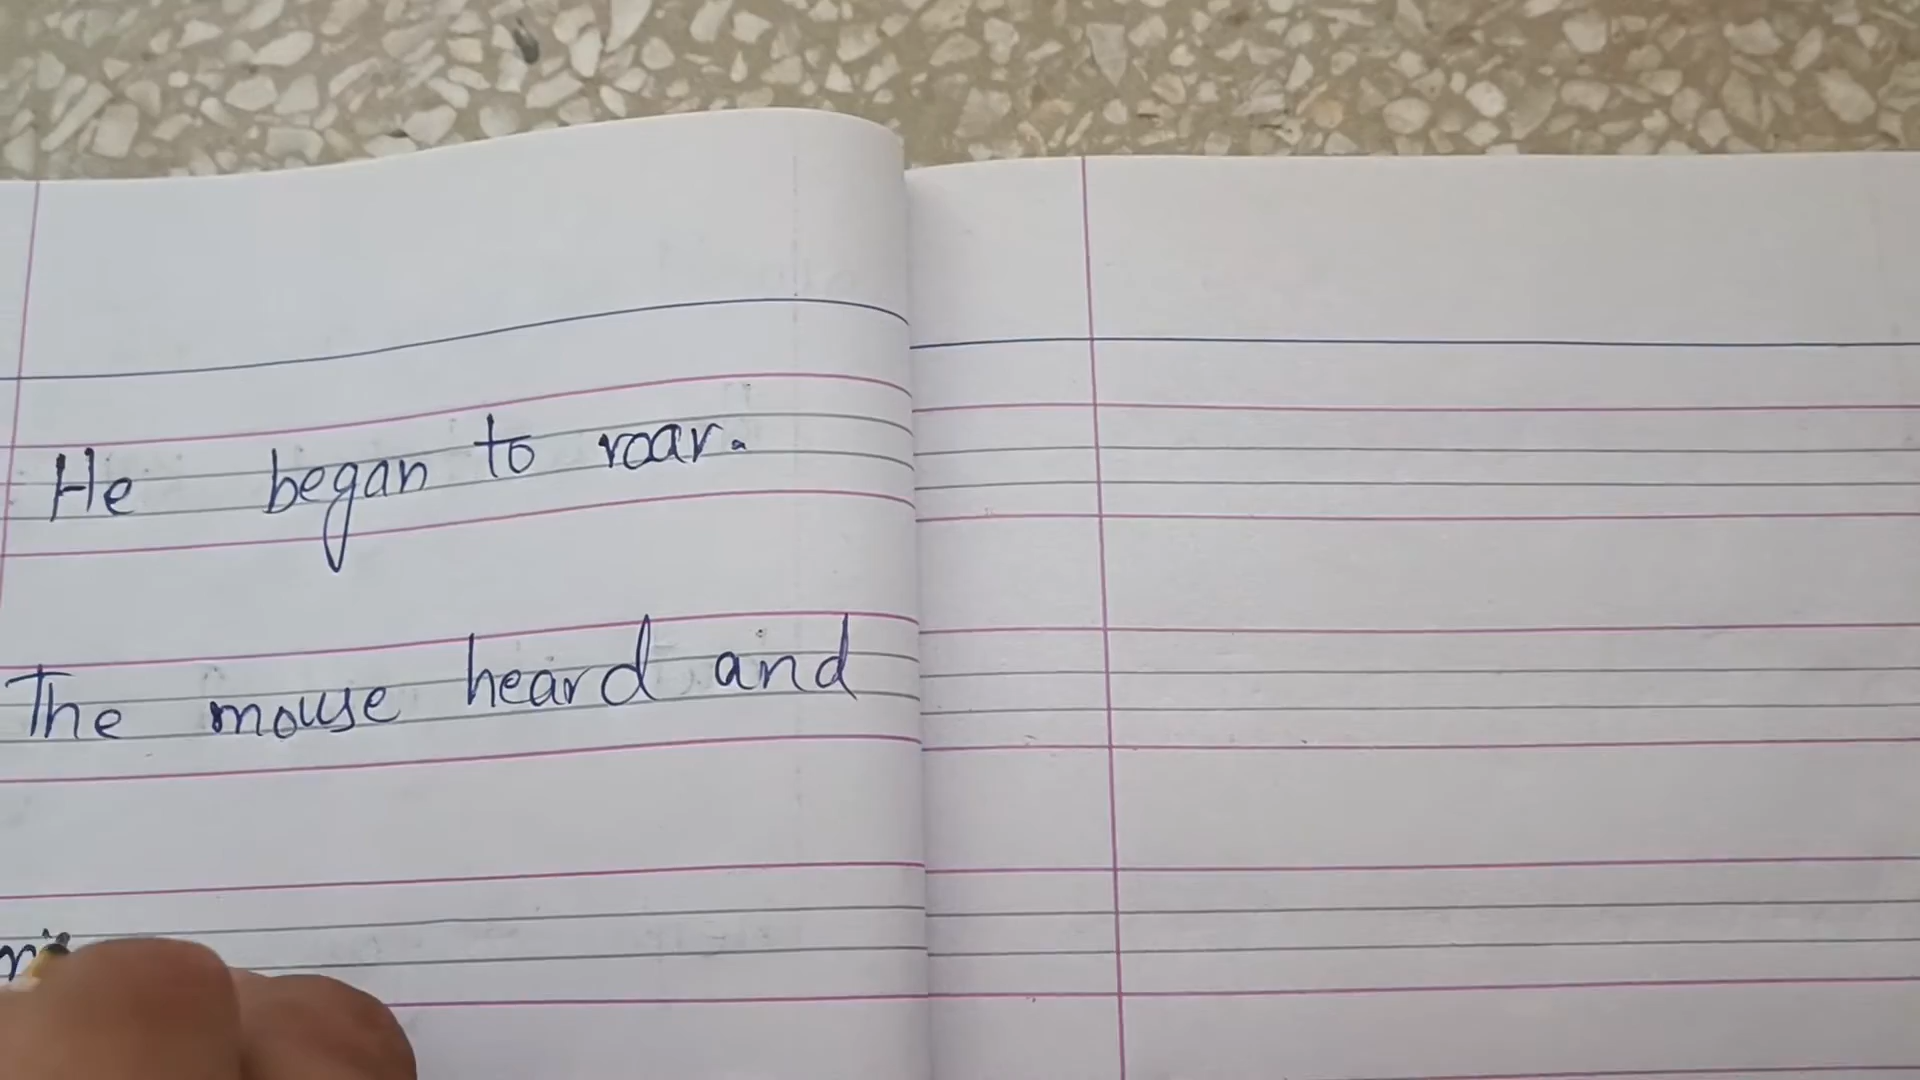 He began to roar.
The mouse heard and